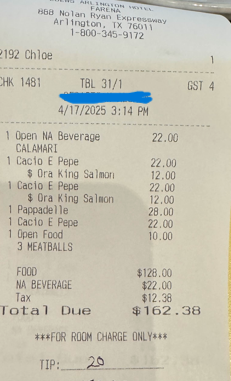 ARLINGTON HOTEL
FARENA
888 Nolan Ryan Expressway
Arlington, TX 76011
1-800-345-9172
2192 Chloe 1
CHK 1481 TBL 31/1 GST 4
4/17/2025 3:14 PM
1 Open NA Beverage 22.00
CALAMARI
1 Cacio E Pepe 22.00
$ Ora King Salmon 12.00
1 Cacio E Pepe 22.00
$ Ora King Salmon 12.00
1 Pappadelle 28.00
1 Cacio E Pepe 22.00
1 Open Food 10.00
3 MEATBALLS
FOOD $128.00
NA BEVERAGE $22.00
Tax $12.38
Total Due $162.38
***FOR ROOM CHARGE ONLY***
TIP: 20